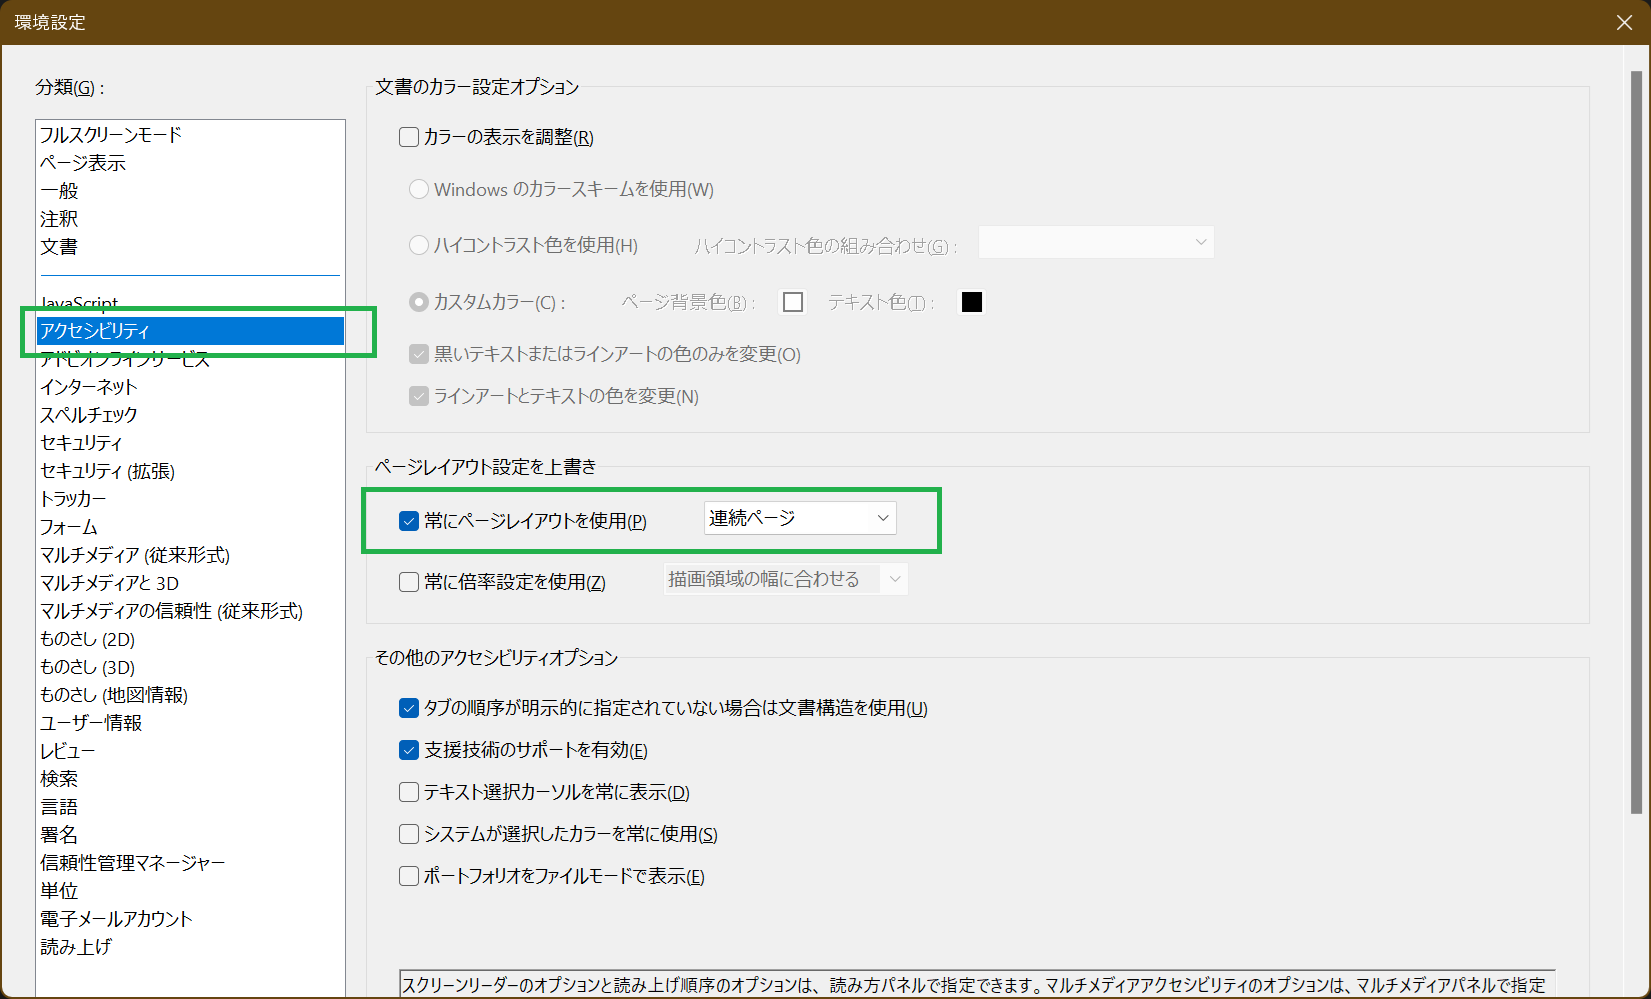 環境設定
分類(G) :
フルスクリーンモード
ページ表示
一般
注釈
文書
JavaScript
アクセシビリティ
アドビオンラインサービス
インターネット
スペルチェック
セキュリティ
セキュリティ (拡張)
トラッカー
フォーム
マルチメディア (従来形式)
マルチメディアと 3D
マルチメディアの信頼性 (従来形式)
ものさし (2D)
ものさし (3D)
ものさし (地図情報)
ユーザー情報
レビュー
検索
言語
署名
信頼性管理マネージャー
単位
電子メールアカウント
読み上げ
文書のカラー設定オプション
カラーの表示を調整(R)
Windows のカラースキームを使用(W)
ハイコントラスト色を使用(H) ハイコントラスト色の組み合わせ(G) :
カスタムカラー(C) : ページ背景色(B) : テキスト色(T) :
黒いテキストまたはラインアートの色のみを変更(O)
ラインアートとテキストの色を変更(N)
ページレイアウト設定を上書き
常にページレイアウトを使用(P) 連続ページ
常に倍率設定を使用(Z) 描画領域の幅に合わせる
その他のアクセシビリティオプション
タブの順序が明示的に指定されていない場合は文書構造を使用(U)
支援技術のサポートを有効(E)
テキスト選択カーソルを常に表示(D)
システムが選択したカラーを常に使用(S)
ポートフォリオをファイルモードで表示(E)
スクリーンリーダーのオプションと読み上げ順序のオプションは、読み方パネルで指定できます。マルチメディアアクセシビリティのオプションは、マルチメディアパネルで指定